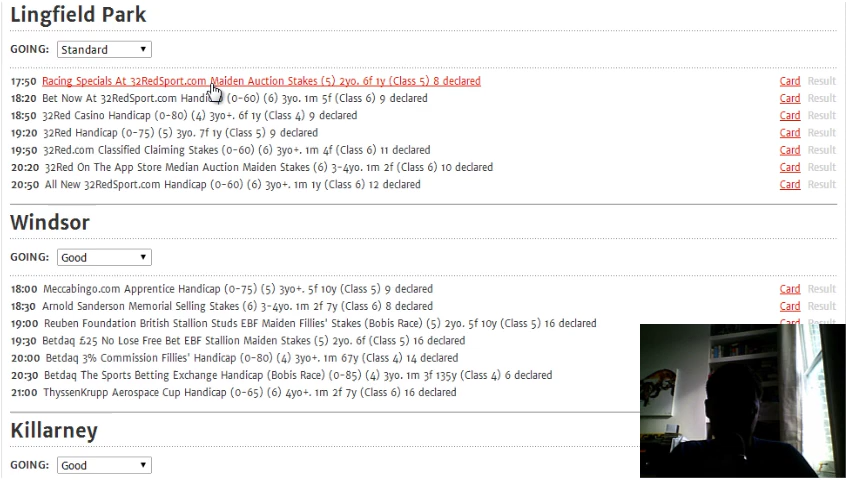 Lingfield Park
GOING: Standard
17:50 Racing Specials At 32RedSport.com Maiden Auction Stakes (5) 2yo. 6f 1y (Class 5) 8 declared Card Result
18:20 Bet Now At 32RedSport.com Handicap (0-60) (6) 3yo. 1m 5f (Class 6) 9 declared Card Result
18:50 32Red Casino Handicap (0-80) (4) 3yo+. 6f 1y (Class 4) 9 declared Card Result
19:20 32Red Handicap (0-75) (5) 3yo. 7f 1y (Class 5) 9 declared Card Result
19:50 32Red.com Classified Claiming Stakes (0-60) (6) 3yo+. 1m 4f (Class 6) 11 declared Card Result
20:20 32Red On The App Store Median Auction Maiden Stakes (6) 3-4yo. 1m 2f (Class 6) 10 declared Card Result
20:50 All New 32RedSport.com Handicap (0-60) (6) 3yo+. 1m 1y (Class 6) 12 declared Card Result
Windsor
GOING: Good
18:00 Meccabingo.com Apprentice Handicap (0-75) (5) 3yo+. 5f 10y (Class 5) 9 declared Card Result
18:30 Arnold Sanderson Memorial Selling Stakes (6) 3-4yo. 1m 2f 7y (Class 6) 8 declared Card Result
19:00 Reuben Foundation British Stallion Studs EBF Maiden Fillies' Stakes (Bobis Race) (5) 2yo. 5f 10y (Class 5) 16 declared Card Result
19:30 Betdaq £25 No Lose Free Bet EBF Stallion Maiden Stakes (5) 2yo. 6f (Class 5) 16 declared
20:00 Betdaq 3% Commission Fillies' Handicap (0-80) (4) 3yo+. 1m 67y (Class 4) 14 declared
20:30 Betdaq The Sports Betting Exchange Handicap (Bobis Race) (0-85) (4) 3yo. 1m 3f 135y (Class 4) 6 declared
21:00 ThyssenKrupp Aerospace Cup Handicap (0-65) (6) 4yo+. 1m 2f 7y (Class 6) 16 declared
Killarney
GOING: Good